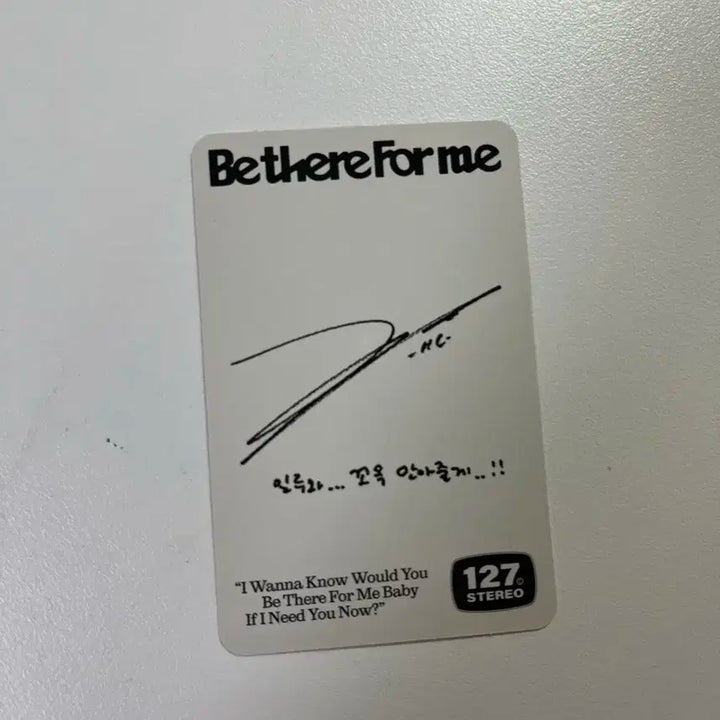 Be there For me
-HC-
일루와... 꼬옥 안아줄게..!!
“I Wanna Know Would You
Be There For Me Baby
If I Need You Now?”
127©
STEREO